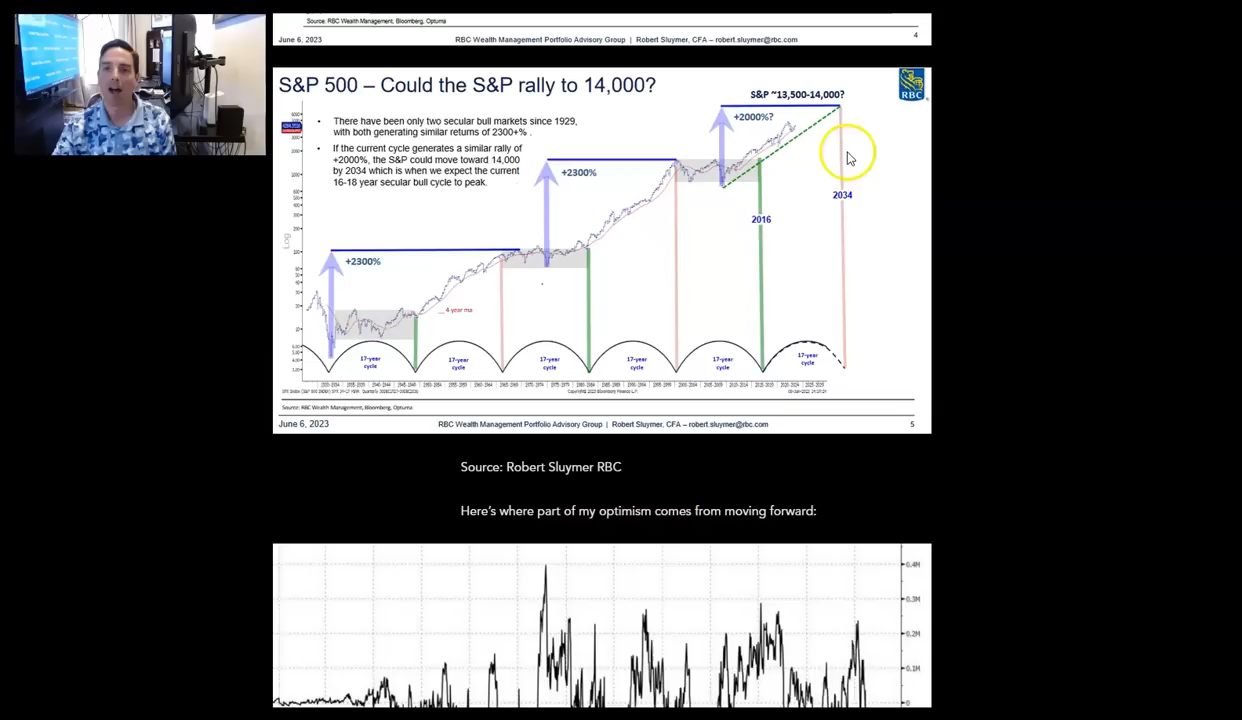 Source: RBC Wealth Management, Bloomberg, Optuma
June 6, 2023
RBC Wealth Management Portfolio Advisory Group | Robert Sluymer, CFA – robert.sluymer@rbc.com
4
S&P 500 – Could the S&P rally to 14,000?
RBC
S&P ~13,500-14,000?
• There have been only two secular bull markets since 1929,
with both generating similar returns of 2300+% .
• If the current cycle generates a similar rally of
+2000%, the S&P could move toward 14,000
by 2034 which is when we expect the current
16-18 year secular bull cycle to peak.
+2000%?
+2300%
+2300%
2034
2016
Log
4-year ma
17-year
cycle
17-year
cycle
17-year
cycle
17-year
cycle
17-year
cycle
17-year
cycle
Source: RBC Wealth Management, Bloomberg, Optuma
June 6, 2023
RBC Wealth Management Portfolio Advisory Group | Robert Sluymer, CFA – robert.sluymer@rbc.com
5
Source: Robert Sluymer RBC
Here's where part of my optimism comes from moving forward:
0.4M
0.3M
0.2M
0.1M
0